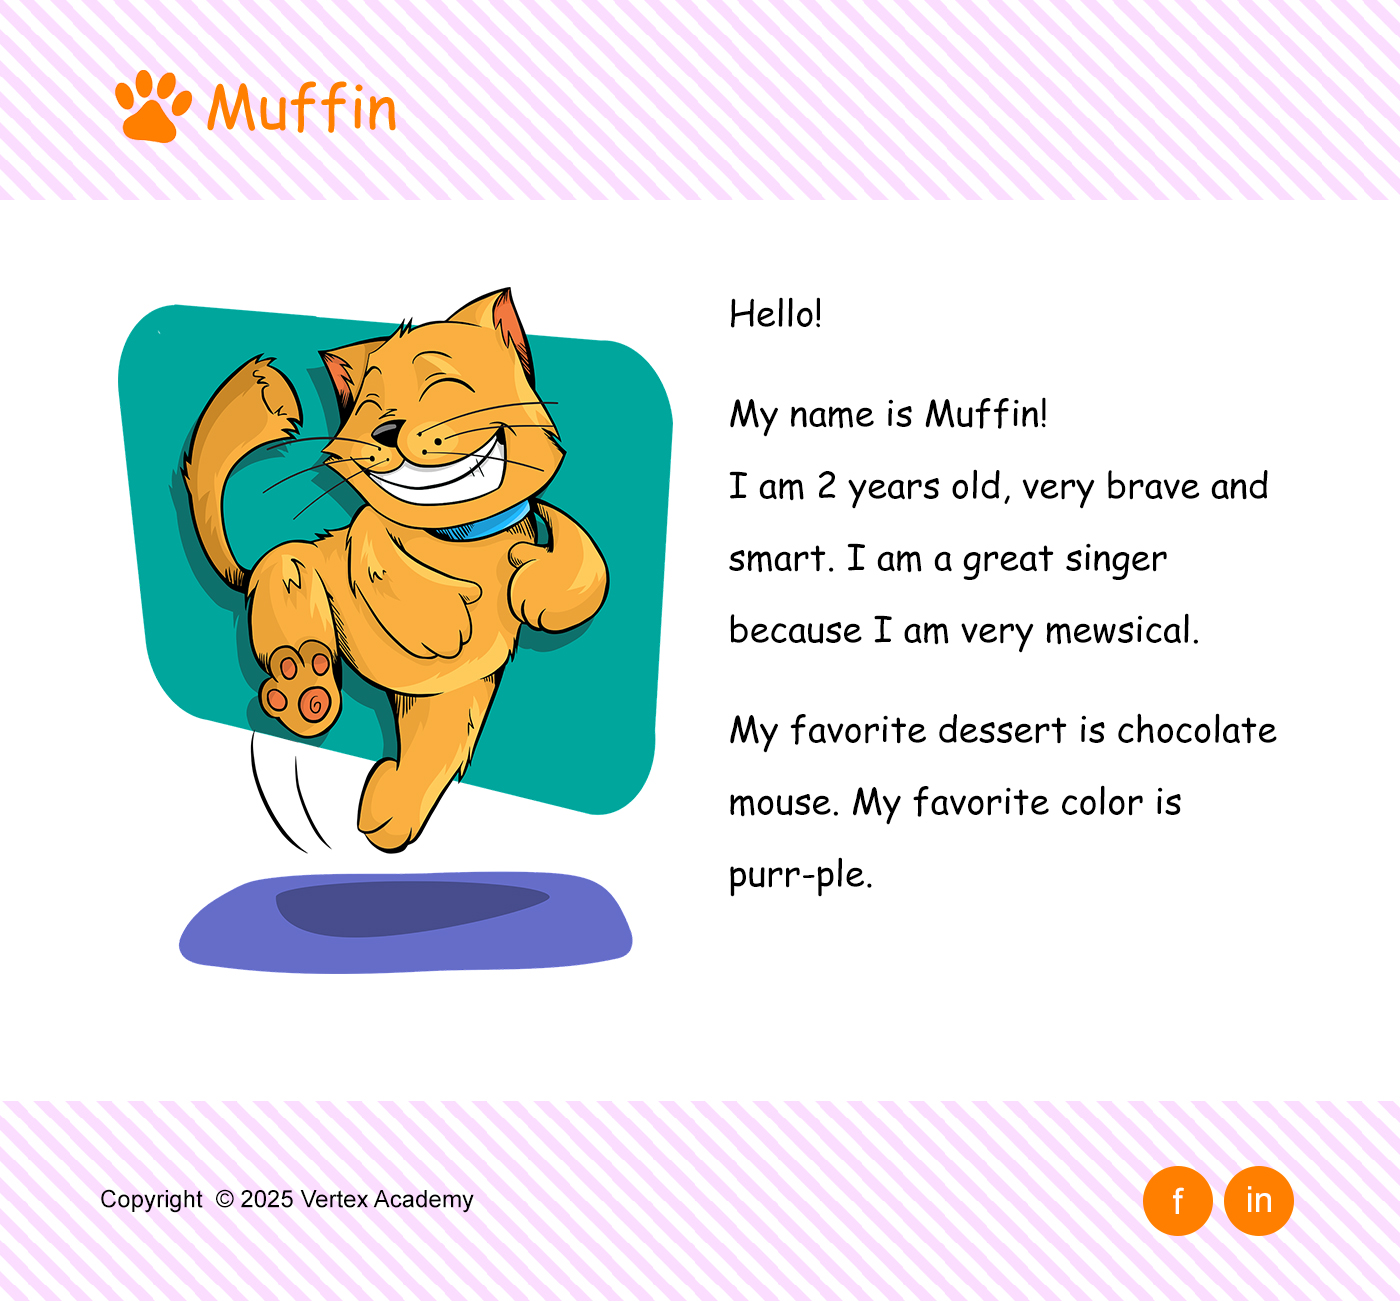 Muffin
Hello!
My name is Muffin!
I am 2 years old, very brave and
smart. I am a great singer
because I am very mewsical.
My favorite dessert is chocolate
mouse. My favorite color is
purr-ple.
Copyright © 2025 Vertex Academy
f in